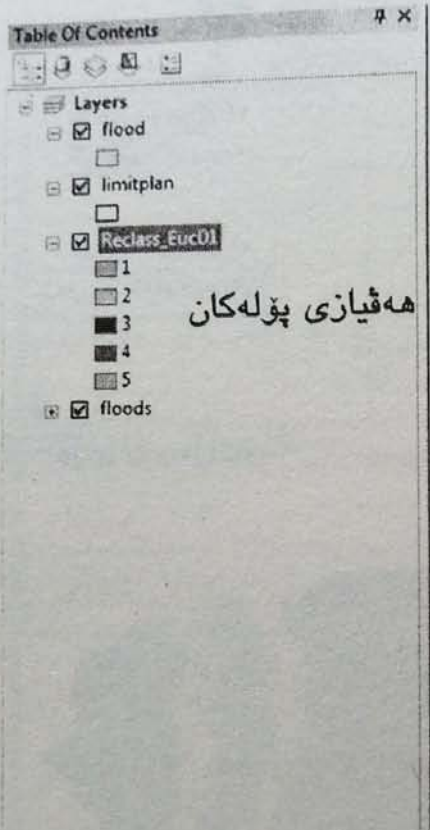 Table Of Contents
Layers
flood
limitplan
Reclass_Euc01
1
2
هەڤیازی پۆلەکان
3
4
5
floods